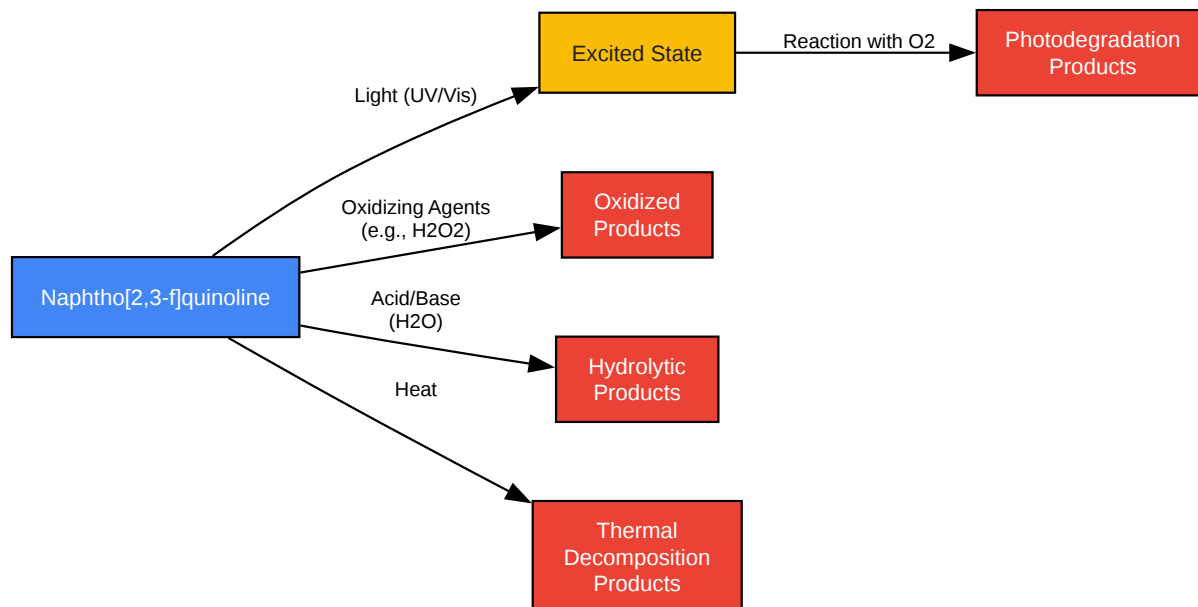 Excited State
Reaction with O2
Photodegradation
Products
Light (UV/Vis)
Oxidizing Agents
(e.g., H2O2)
Oxidized
Products
Naphtho[2,3-f]quinoline
Acid/Base
(H2O)
Hydrolytic
Products
Heat
Thermal
Decomposition
Products